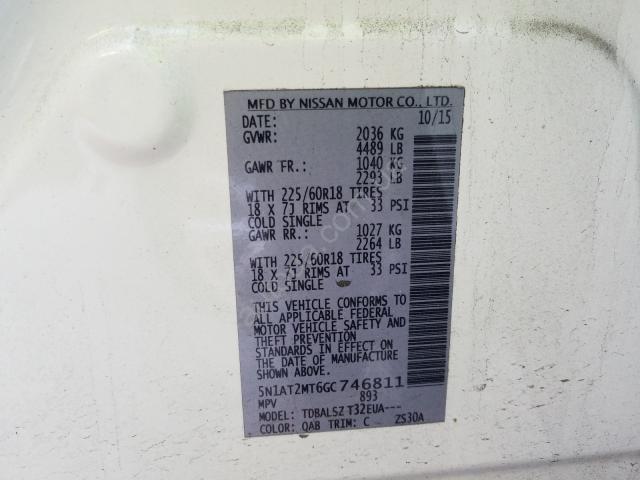 MFD BY NISSAN MOTOR CO., LTD.
DATE: 10/15
GVWR: 2036 KG
4489 LB
GAWR FR.: 1040 KG
2293 LB
WITH 225/60R18 TIRES
18 X 7J RIMS AT 33 PSI
COLD SINGLE
GAWR RR.: 1027 KG
2264 LB
WITH 225/60R18 TIRES
18 X 7J RIMS AT 33 PSI
COLD SINGLE
THIS VEHICLE CONFORMS TO
ALL APPLICABLE FEDERAL
MOTOR VEHICLE SAFETY AND
THEFT PREVENTION
STANDARDS IN EFFECT ON
THE DATE OF MANUFACTURE
SHOWN ABOVE.
5N1AT2MT6GC746811
MPV 893
MODEL: TDBALSZ T32EUA---
COLOR: QAB TRIM: C ZS30A